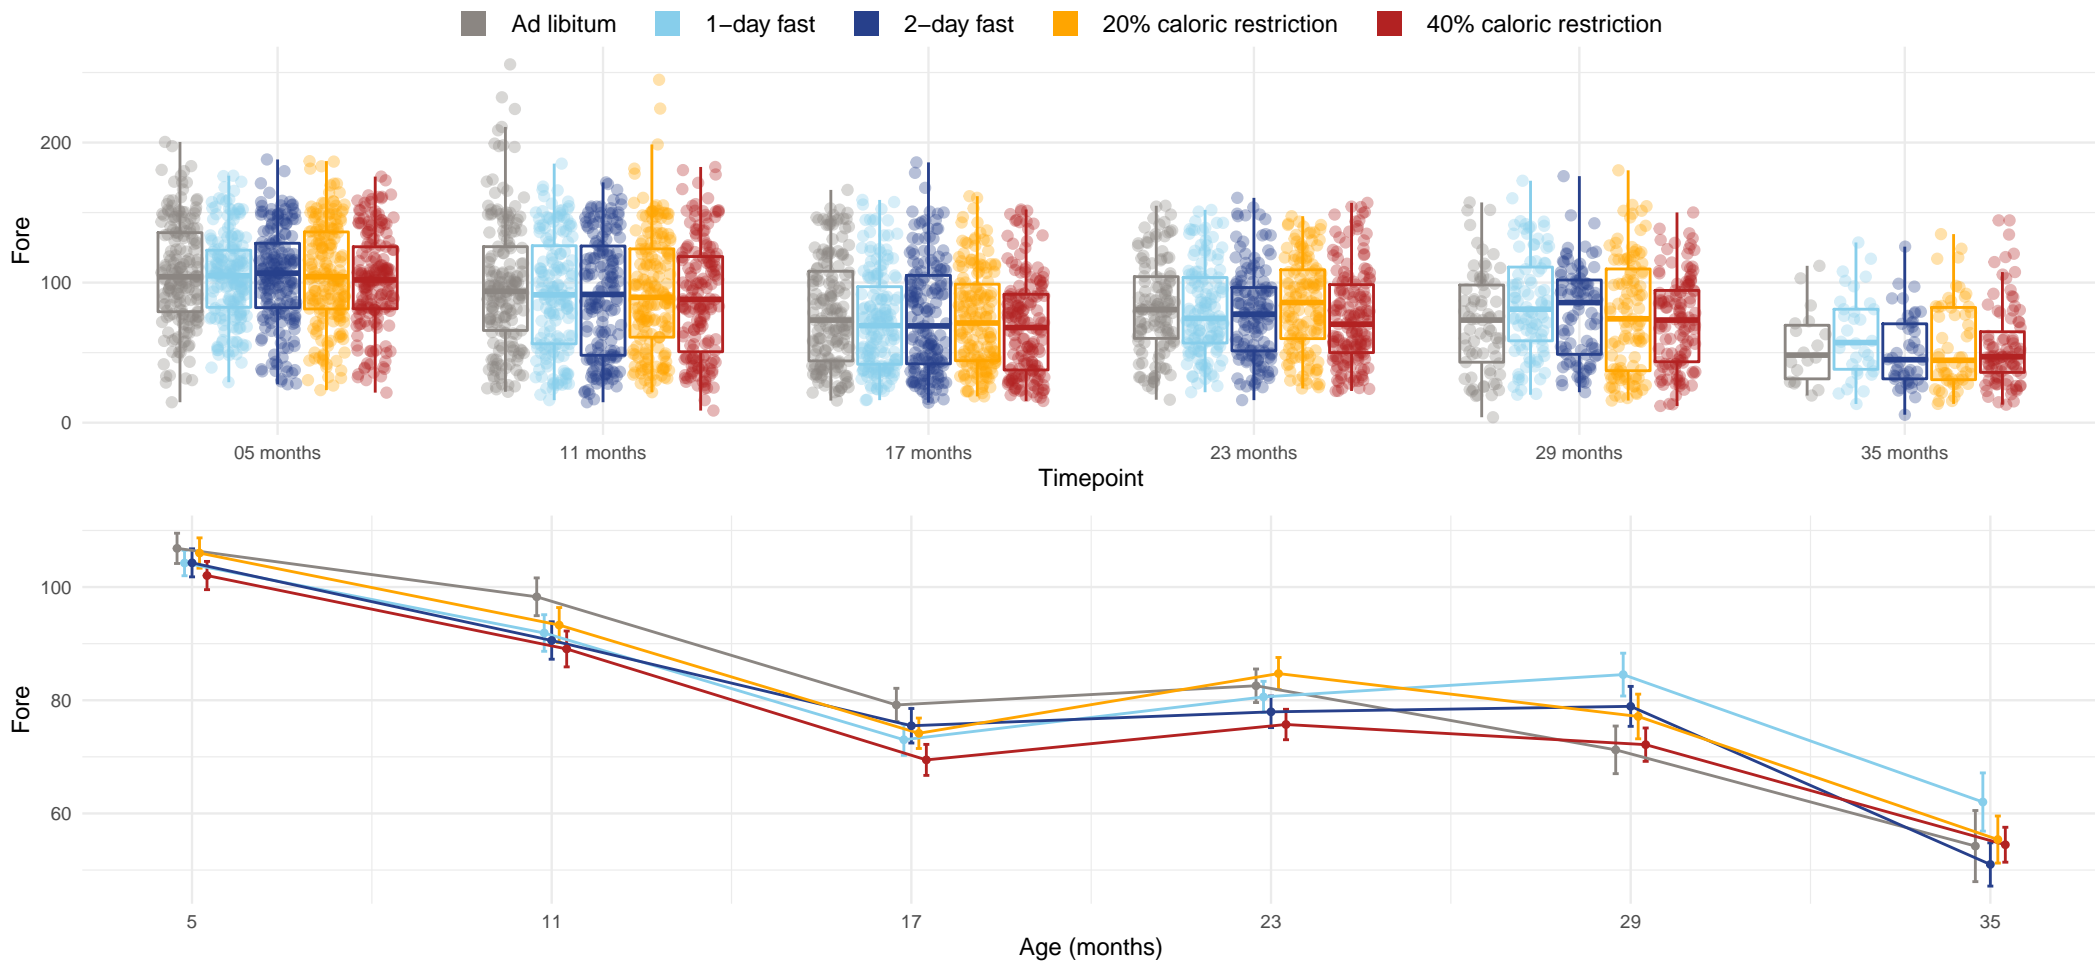 Ad libitum 1−day fast 2−day fast 20% caloric restriction 40% caloric restriction
Fore
200
100
0
05 months 11 months 17 months 23 months 29 months 35 months
Timepoint
Fore
100
80
60
5 11 17 23 29 35
Age (months)